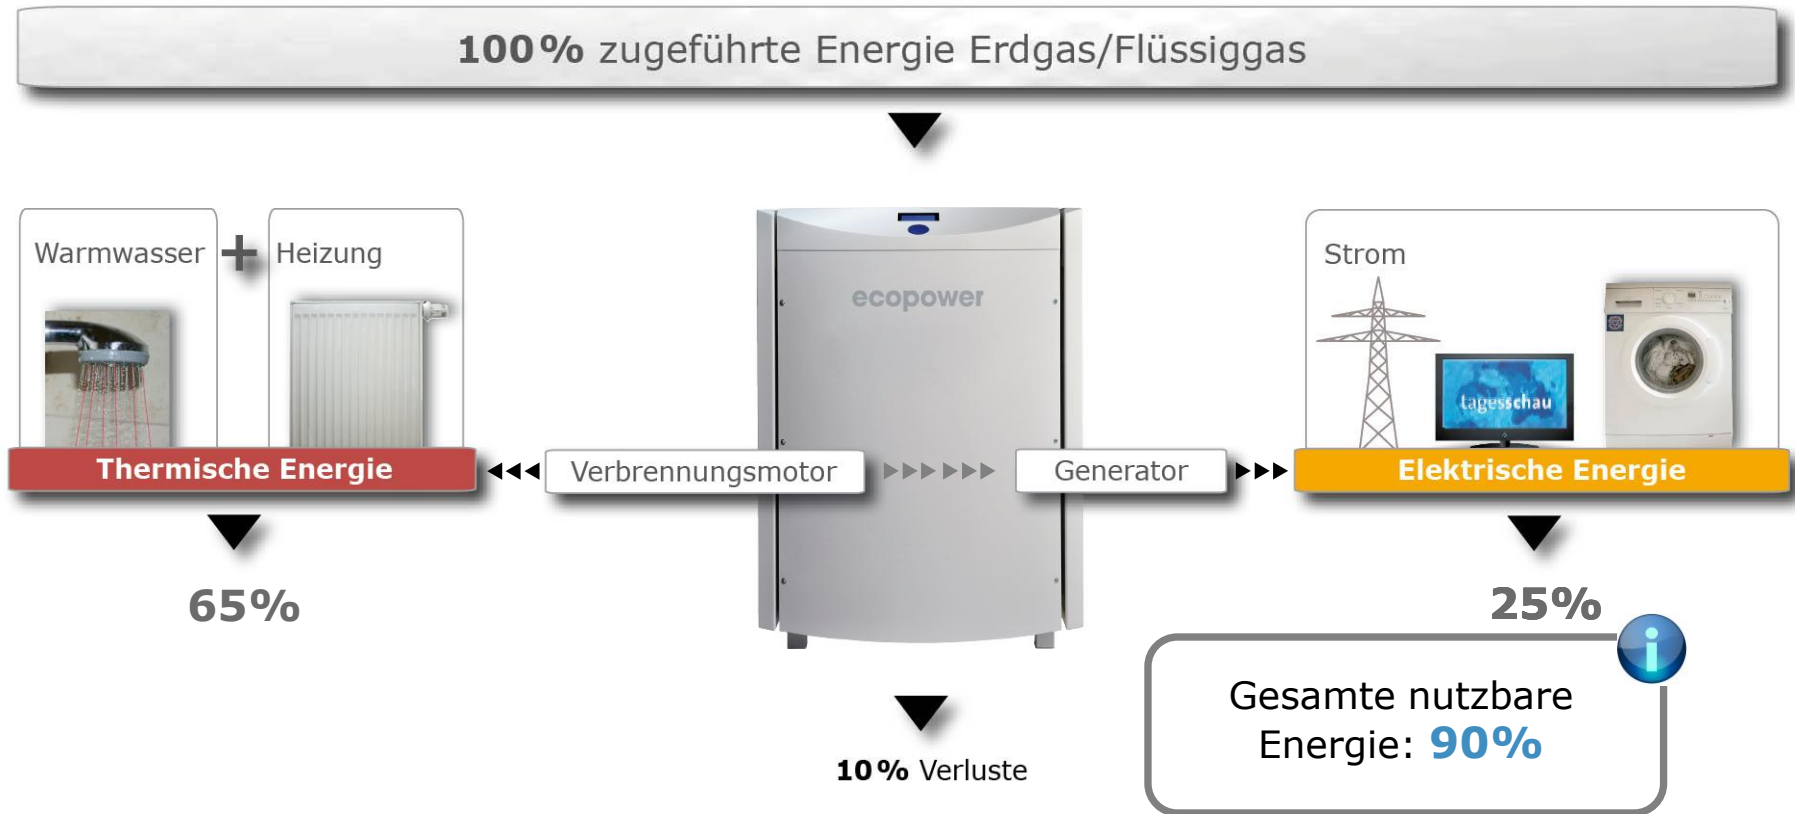 100% zugeführte Energie Erdgas/Flüssiggas
Warmwasser + Heizung
Strom
ecopower
tagesschau
Thermische Energie
Verbrennungsmotor
Generator
Elektrische Energie
65%
25%
i
Gesamte nutzbare
Energie: 90%
10% Verluste